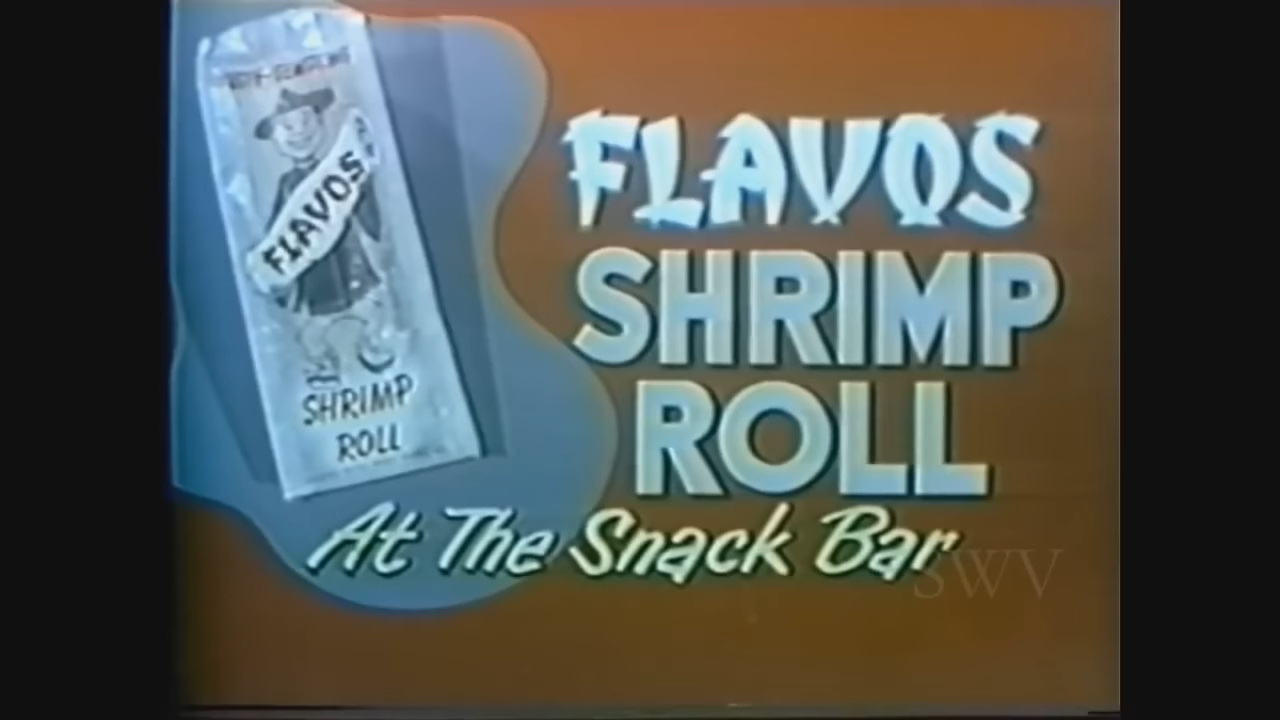 FLAVOS
SHRIMP
ROLL
FLAVOS
SHRIMP
ROLL
At The Snack Bar
SWV